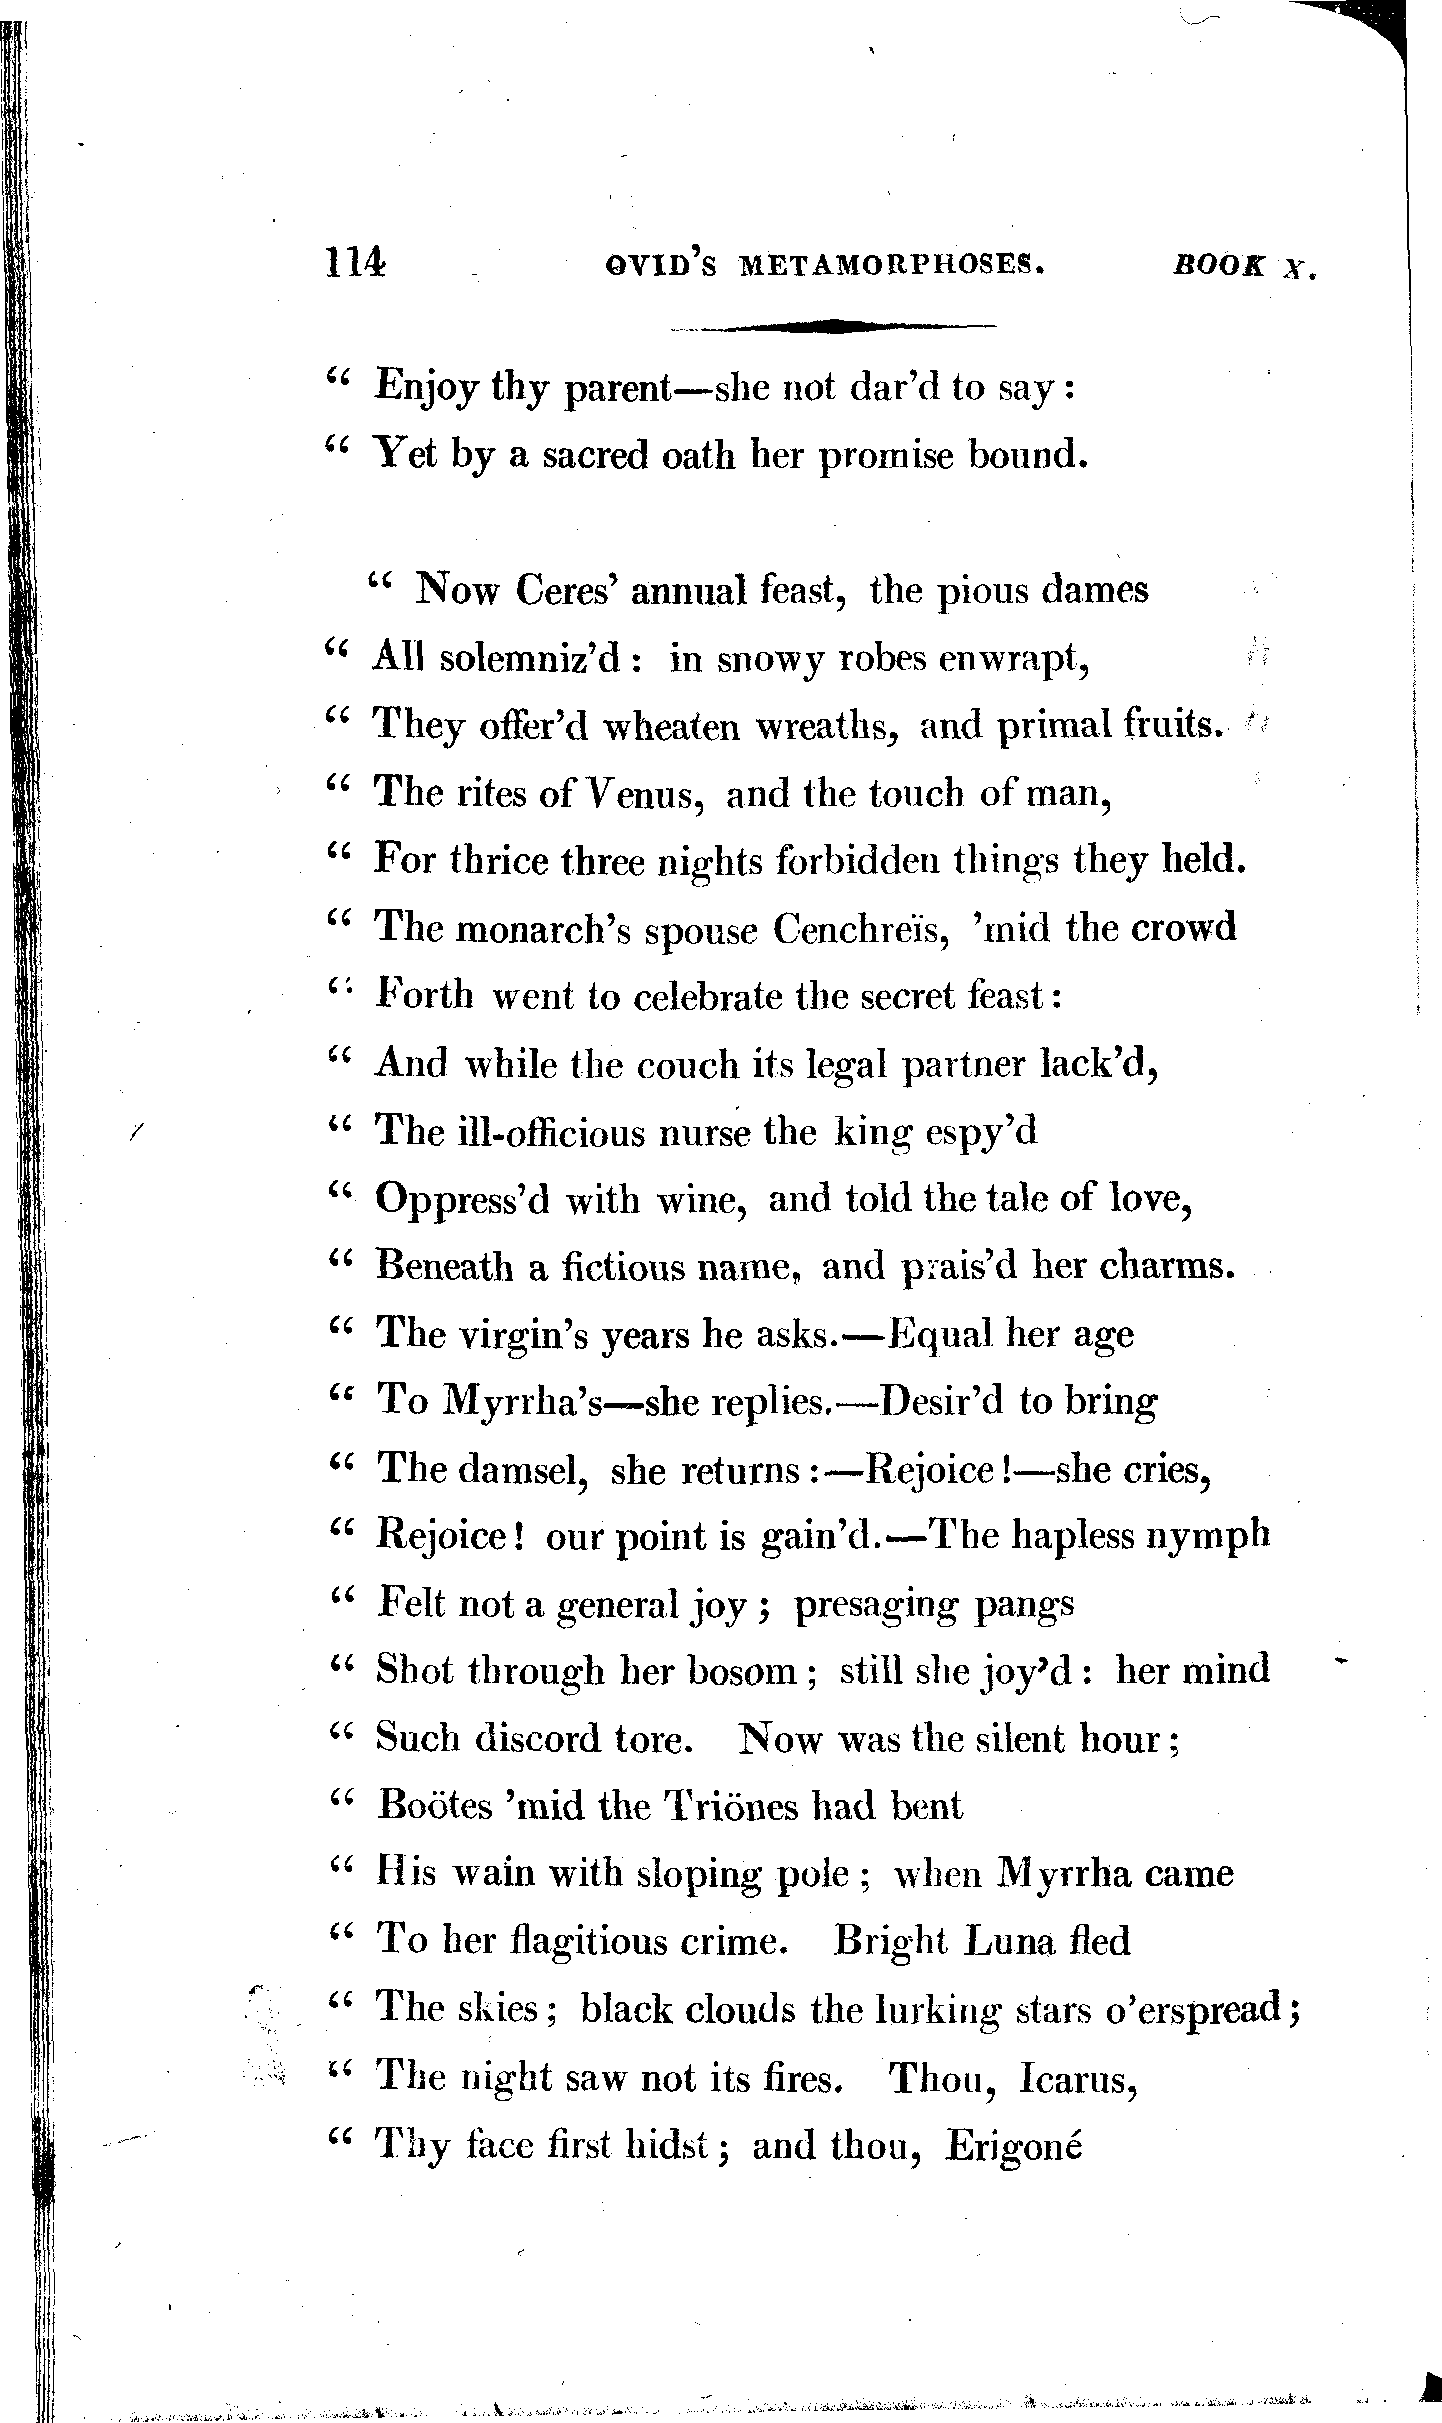 114 OVID'S METAMORPHOSES. BOOK X.
“ Enjoy thy parent—she not dar'd to say :
“ Yet by a sacred oath her promise bound.
“ Now Ceres' annual feast, the pious dames
“ All solemniz'd : in snowy robes enwrapt,
“ They offer'd wheaten wreaths, and primal fruits.
“ The rites of Venus, and the touch of man,
“ For thrice three nights forbidden things they held.
“ The monarch's spouse Cenchreïs, 'mid the crowd
“ Forth went to celebrate the secret feast :
“ And while the couch its legal partner lack'd,
“ The ill-officious nurse the king espy'd
“ Oppress'd with wine, and told the tale of love,
“ Beneath a fictious name, and prais'd her charms.
“ The virgin's years he asks.—Equal her age
“ To Myrrha's—she replies.—Desir'd to bring
“ The damsel, she returns :—Rejoice !—she cries,
“ Rejoice ! our point is gain'd.—The hapless nymph
“ Felt not a general joy ; presaging pangs
“ Shot through her bosom ; still she joy'd : her mind
“ Such discord tore. Now was the silent hour ;
“ Boötes 'mid the Triönes had bent
“ His wain with sloping pole ; when Myrrha came
“ To her flagitious crime. Bright Luna fled
“ The skies ; black clouds the lurking stars o'erspread ;
“ The night saw not its fires. Thou, Icarus,
“ Thy face first hidst ; and thou, Erigoné